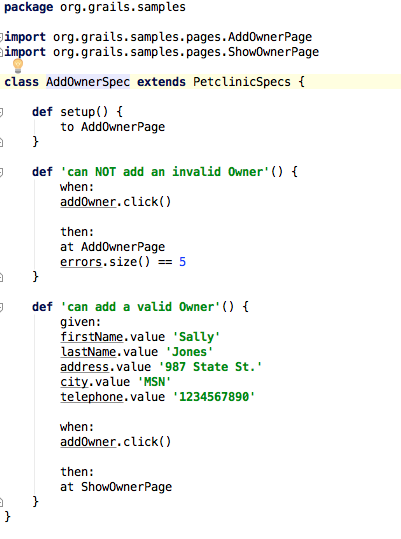 package org.grails.samples
import org.grails.samples.pages.AddOwnerPage
import org.grails.samples.pages.ShowOwnerPage
class AddOwnerSpec extends PetclinicSpecs {
def setup() {
to AddOwnerPage
}
def 'can NOT add an invalid Owner'() {
when:
addOwner.click()
then:
at AddOwnerPage
errors.size() == 5
}
def 'can add a valid Owner'() {
given:
firstName.value 'Sally'
lastName.value 'Jones'
address.value '987 State St.'
city.value 'MSN'
telephone.value '1234567890'
when:
addOwner.click()
then:
at ShowOwnerPage
}
}